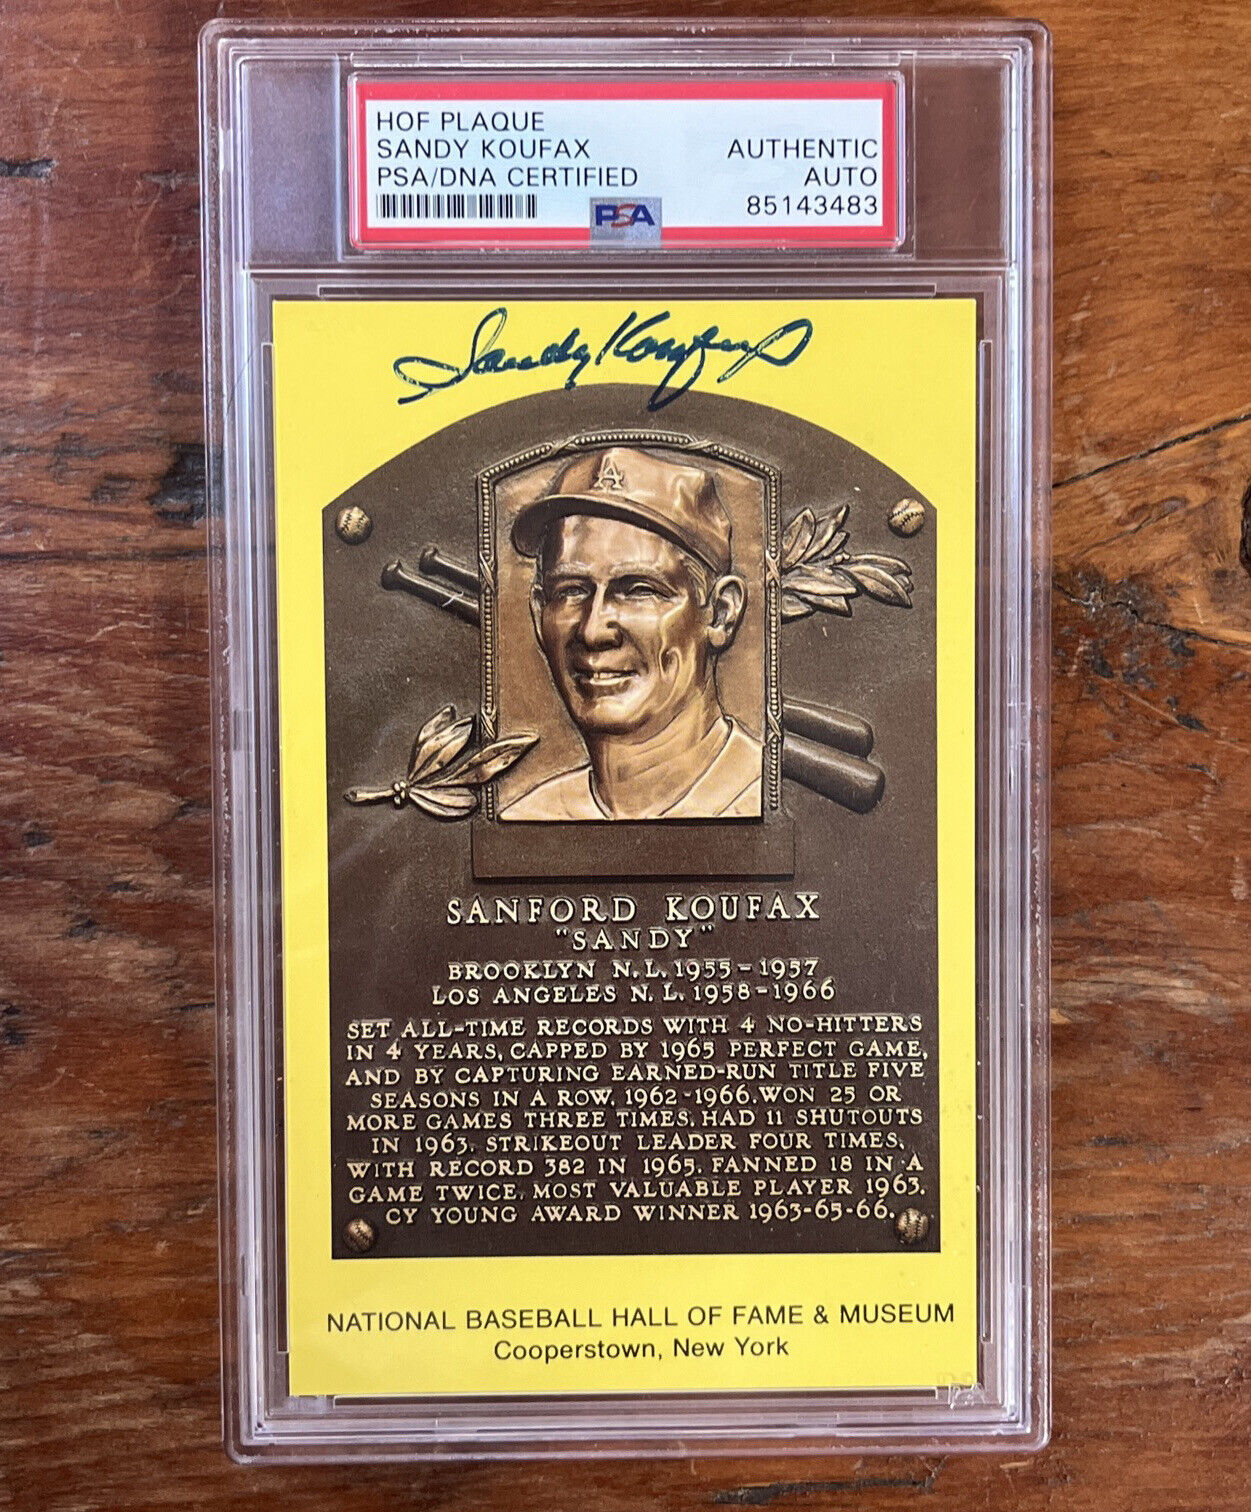 HOF PLAQUE
SANDY KOUFAX
PSA/DNA CERTIFIED
AUTHENTIC
AUTO
85143483
PSA
Sandy Koufax
A
SANFORD KOUFAX
"SANDY"
BROOKLYN N.L. 1955-1957
LOS ANGELES N.L. 1958-1966
SET ALL-TIME RECORDS WITH 4 NO-HITTERS
IN 4 YEARS, CAPPED BY 1965 PERFECT GAME,
AND BY CAPTURING EARNED-RUN TITLE FIVE
SEASONS IN A ROW, 1962-1966. WON 25 OR
MORE GAMES THREE TIMES. HAD 11 SHUTOUTS
IN 1963. STRIKEOUT LEADER FOUR TIMES,
WITH RECORD 382 IN 1965. FANNED 18 IN A
GAME TWICE. MOST VALUABLE PLAYER 1963.
CY YOUNG AWARD WINNER 1963-65-66.
NATIONAL BASEBALL HALL OF FAME & MUSEUM
Cooperstown, New York